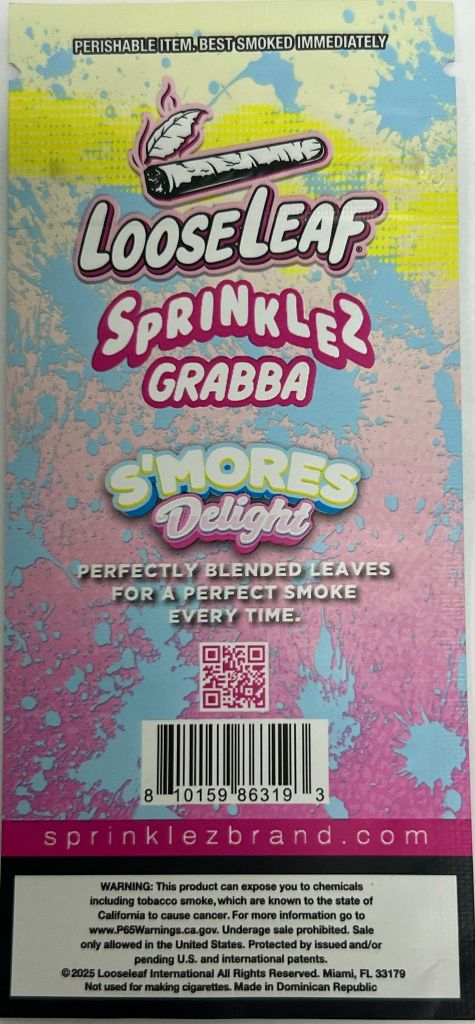 PERISHABLE ITEM. BEST SMOKED IMMEDIATELY
LOOSELEAF®
SPRINKLEZ
GRABBA
S'MORES
Delight
PERFECTLY BLENDED LEAVES
FOR A PERFECT SMOKE
EVERY TIME.
8 10159 86319 3
sprinklezbrand.com
WARNING: This product can expose you to chemicals
including tobacco smoke, which are known to the state of
California to cause cancer. For more information go to
www.P65Warnings.ca.gov. Underage sale prohibited. Sale
only allowed in the United States. Protected by issued and/or
pending U.S. and international patents.
©2025 Looseleaf International All Rights Reserved. Miami, FL 33179
Not used for making cigarettes. Made in Dominican Republic